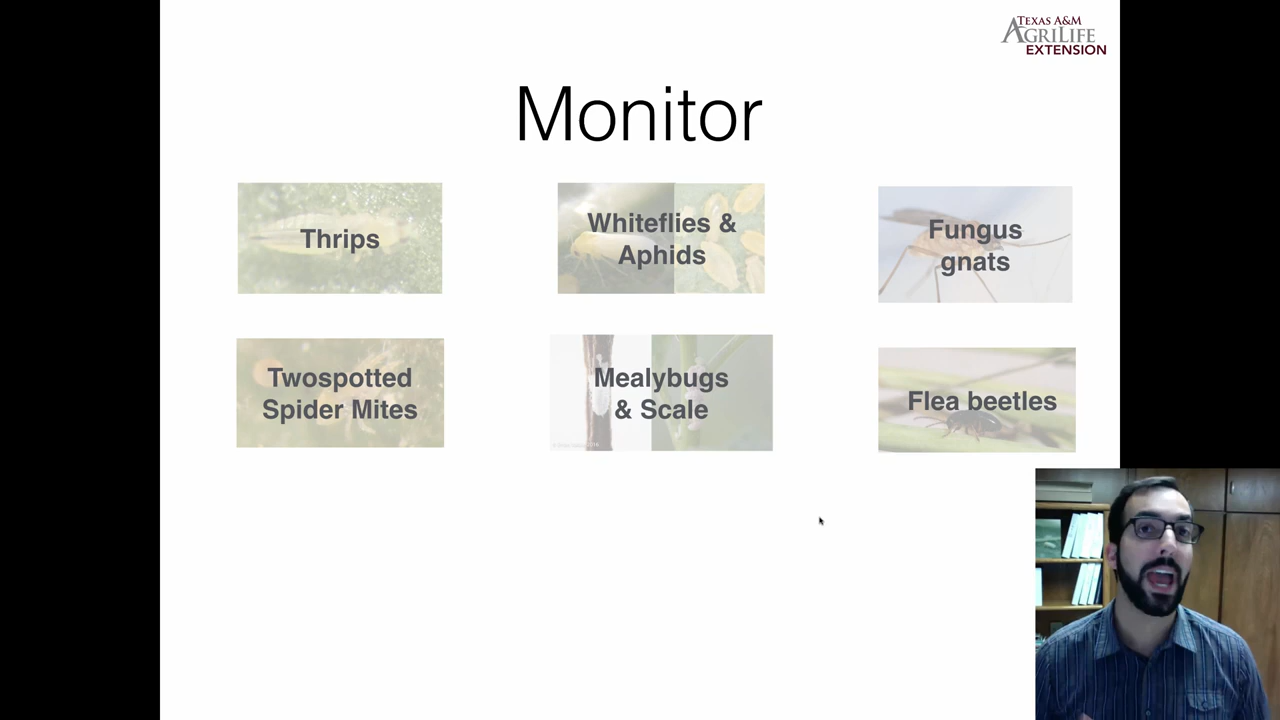 TEXAS A&M
AGRILIFE
EXTENSION
Monitor
Thrips
Whiteflies &
Aphids
Fungus
gnats
Twospotted
Spider Mites
Mealybugs
& Scale
Flea beetles